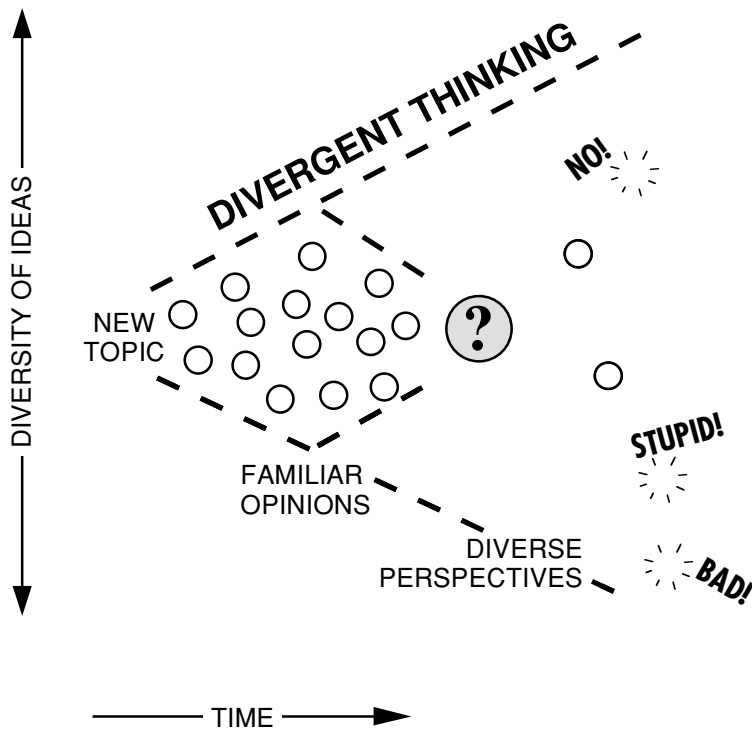 DIVERSITY OF IDEAS
DIVERGENT THINKING
NO!
NEW
TOPIC
?
STUPID!
FAMILIAR
OPINIONS
DIVERSE
PERSPECTIVES
BAD!
TIME